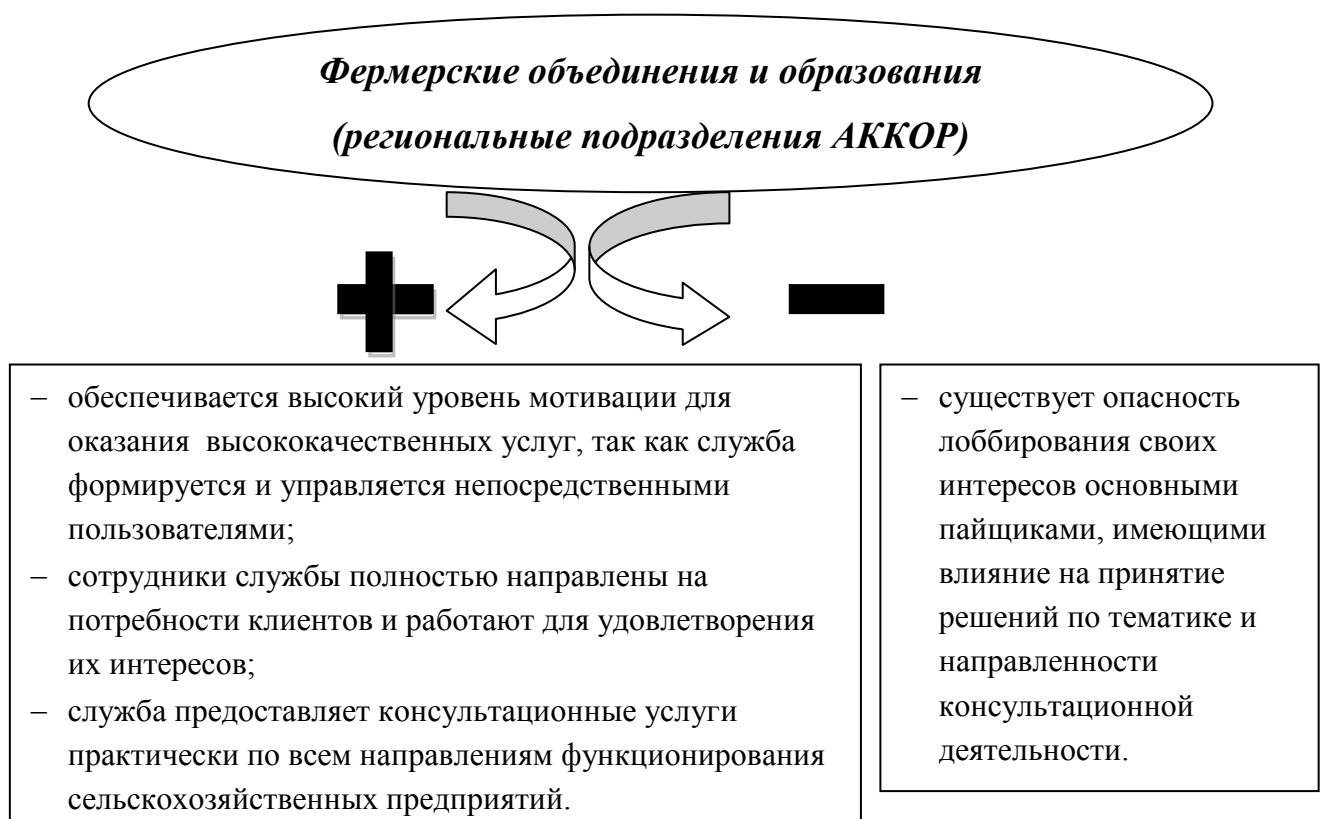 Фермерские объединения и образования
(региональные подразделения АККОР)
– обеспечивается высокий уровень мотивации для
оказания высококачественных услуг, так как служба
формируется и управляется непосредственными
пользователями;
– сотрудники службы полностью направлены на
потребности клиентов и работают для удовлетворения
их интересов;
– служба предоставляет консультационные услуги
практически по всем направлениям функционирования
сельскохозяйственных предприятий.
– существует опасность
лоббирования своих
интересов основными
пайщиками, имеющими
влияние на принятие
решений по тематике и
направленности
консультационной
деятельности.